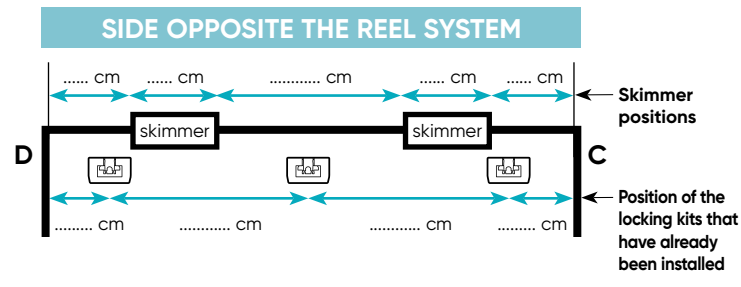 SIDE OPPOSITE THE REEL SYSTEM
...... cm ...... cm ............ cm ...... cm ...... cm
Skimmer
positions
skimmer skimmer
D C
Position of the
locking kits that
have already
been installed
......... cm ............ cm ............ cm ......... cm